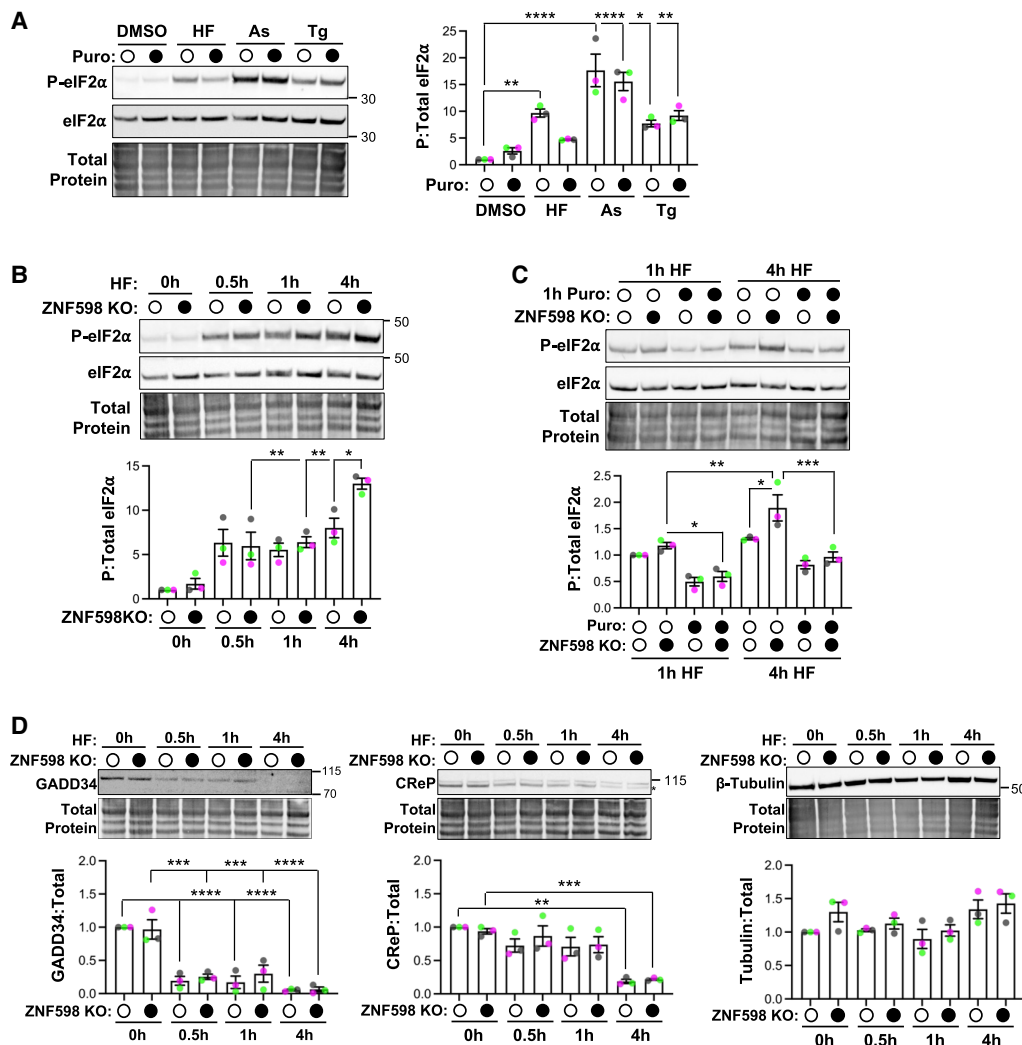 A
DMSO HF As Tg
Puro:
P-eIF2α
30
eIF2α
30
Total
Protein
**** **** * **
**
P:Total eIF2α
25
20
15
10
5
0
Puro:
DMSO HF As Tg
B
HF: 0h 0.5h 1h 4h
ZNF598 KO:
50
P-eIF2α
50
eIF2α
Total
Protein
** ** *
P:Total eIF2α
15
10
5
0
ZNF598KO:
0h 0.5h 1h 4h
C
1h HF 4h HF
1h Puro:
ZNF598 KO:
P-eIF2α
eIF2α
Total
Protein
** ***
*
*
P:Total eIF2α
2.5
2.0
1.5
1.0
0.5
0.0
Puro:
ZNF598 KO:
1h HF 4h HF
D
HF: 0h 0.5h 1h 4h
ZNF598 KO:
GADD34
115
70
Total
Protein
*** *** ****
**** ****
GADD34:Total
2.0
1.5
1.0
0.5
0.0
ZNF598 KO:
0h 0.5h 1h 4h
HF: 0h 0.5h 1h 4h
ZNF598 KO:
CReP
115
*
Total
Protein
***
**
CReP:Total
2.0
1.5
1.0
0.5
0.0
ZNF598 KO:
0h 0.5h 1h 4h
HF: 0h 0.5h 1h 4h
ZNF598 KO:
β-Tubulin
50
Total
Protein
Tubulin:Total
2.0
1.5
1.0
0.5
0.0
ZNF598 KO:
0h 0.5h 1h 4h